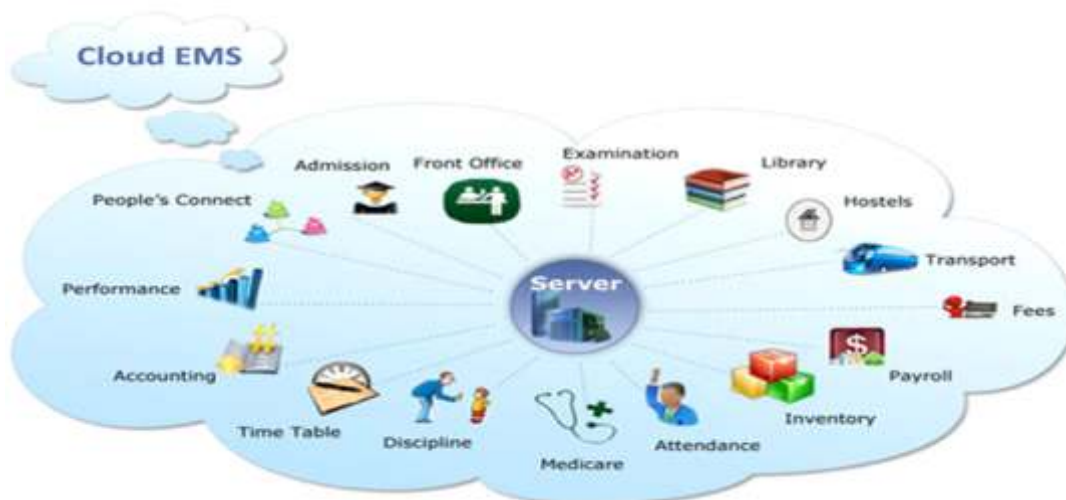 Cloud EMS
Examination
Admission
Front Office
Library
People's Connect
Hostels
Transport
Performance
Server
Fees
Accounting
Payroll
Time Table
Discipline
Medicare
Attendance
Inventory
$